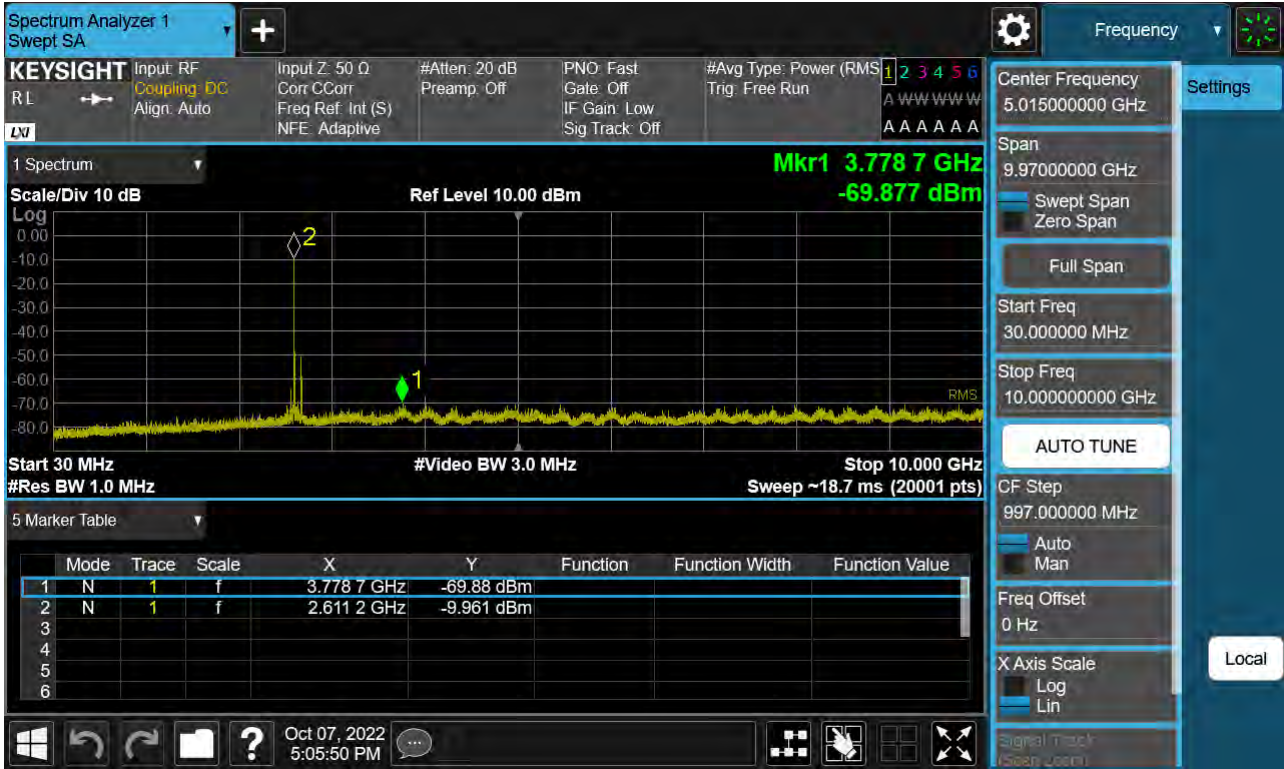 Spectrum Analyzer 1
Swept SA
Frequency
KEYSIGHT
RL
LXI
Input: RF
Coupling: DC
Align: Auto
Input Z: 50 Ω
Corr CCorr
Freq Ref: Int (S)
NFE: Adaptive
#Atten: 20 dB
Preamp: Off
PNO: Fast
Gate: Off
IF Gain: Low
Sig Track: Off
#Avg Type: Power (RMS
Trig: Free Run
1 2 3 4 5 6
A W W W W W
A A A A A A
1 Spectrum
Scale/Div 10 dB
Ref Level 10.00 dBm
Mkr1 3.778 7 GHz
-69.877 dBm
Log
0.00
-10.0
-20.0
-30.0
-40.0
-50.0
-60.0
-70.0
-80.0
2
1
RMS
Start 30 MHz
#Video BW 3.0 MHz
Stop 10.000 GHz
#Res BW 1.0 MHz
Sweep ~18.7 ms (20001 pts)
5 Marker Table
Mode Trace Scale X Y Function Function Width Function Value
1 N 1 f 3.778 7 GHz -69.88 dBm
2 N 1 f 2.611 2 GHz -9.961 dBm
3
4
5
6
Oct 07, 2022
5:05:50 PM
Center Frequency
5.015000000 GHz
Span
9.97000000 GHz
Swept Span
Zero Span
Full Span
Start Freq
30.000000 MHz
Stop Freq
10.000000000 GHz
AUTO TUNE
CF Step
997.000000 MHz
Auto
Man
Freq Offset
0 Hz
X Axis Scale
Log
Lin
Signal Track
(Span Zoom)
Settings
Local